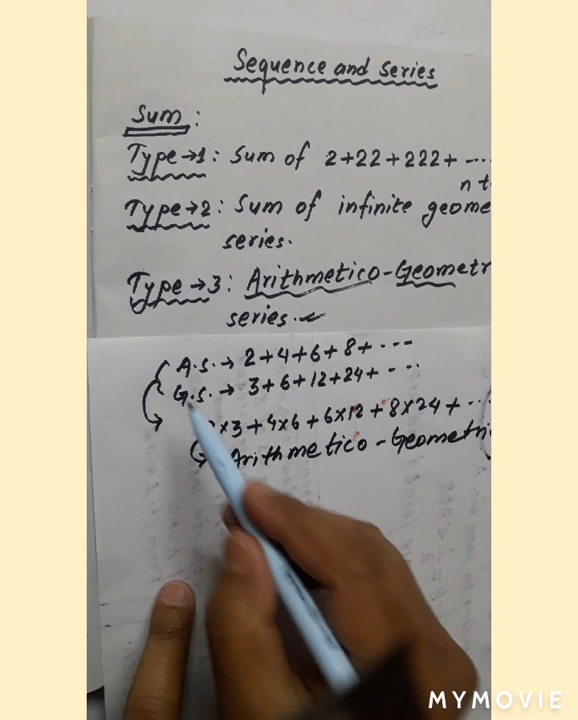 Sequence and Series
Sum:
Type→1: Sum of 2+22+222+ ....
n t
Type→2: Sum of infinite geome
series.
Type→3: Arithmetico-Geometr
series.
A.S.→ 2+4+6+8+ ...
G.S.→ 3+6+12+24+ ...
×3+4×6+6×12+8×24+ ...
Arithmetico-Geometri
MYMOVIE